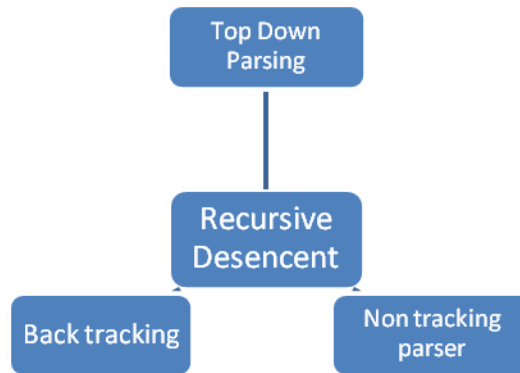 Top Down
Parsing
Recursive
Desencent
Back tracking
Non tracking
parser